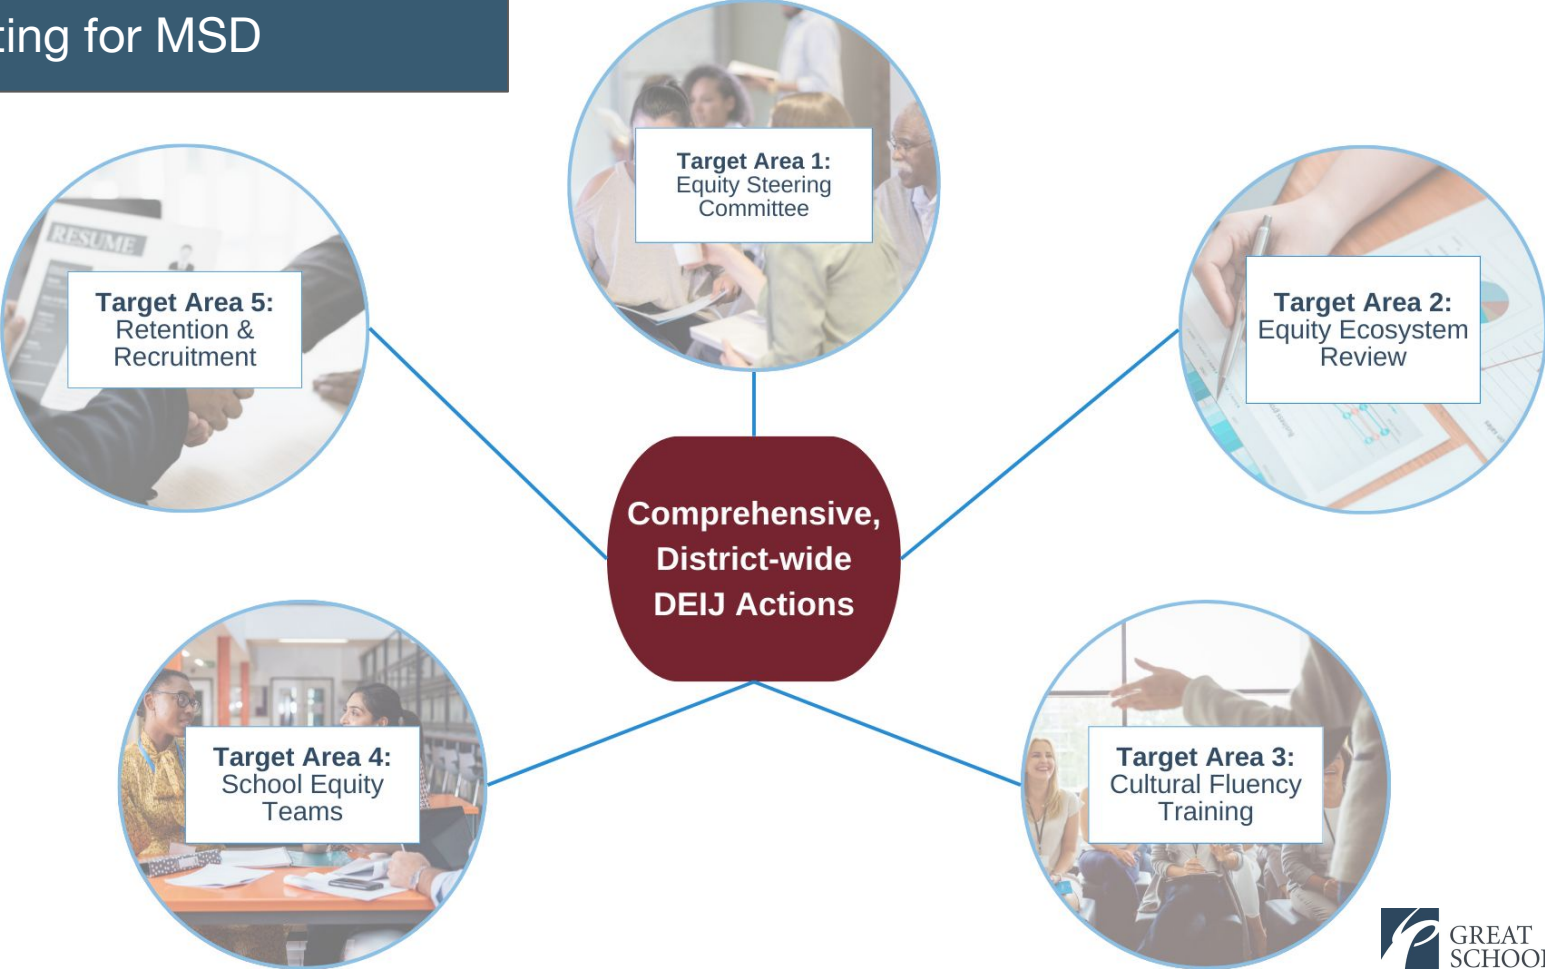 ting for MSD
Target Area 1:
Equity Steering
Committee
RESUME
Target Area 5:
Retention &
Recruitment
Target Area 2:
Equity Ecosystem
Review
Comprehensive,
District-wide
DEIJ Actions
Target Area 4:
School Equity
Teams
Target Area 3:
Cultural Fluency
Training
GREAT
SCHOOL